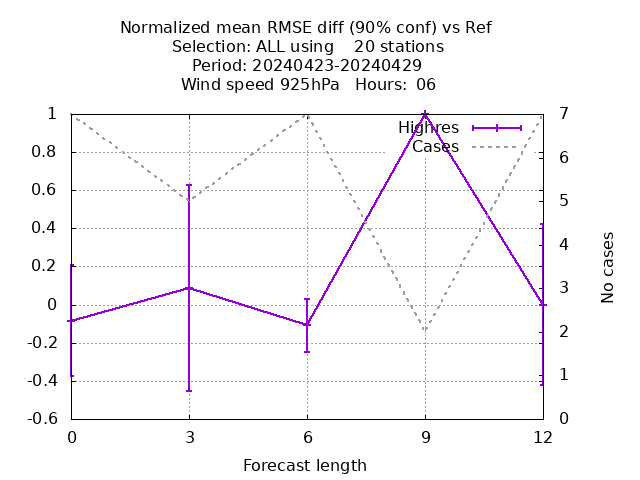 Normalized mean RMSE diff (90% conf) vs Ref
Selection: ALL using    20 stations
Period: 20240423-20240429
Wind speed 925hPa   Hours:  06
Highres
Cases
1
0.8
0.6
0.4
0.2
0
-0.2
-0.4
-0.6
7
6
5
4
3
2
1
0
No cases
0 3 6 9 12
Forecast length